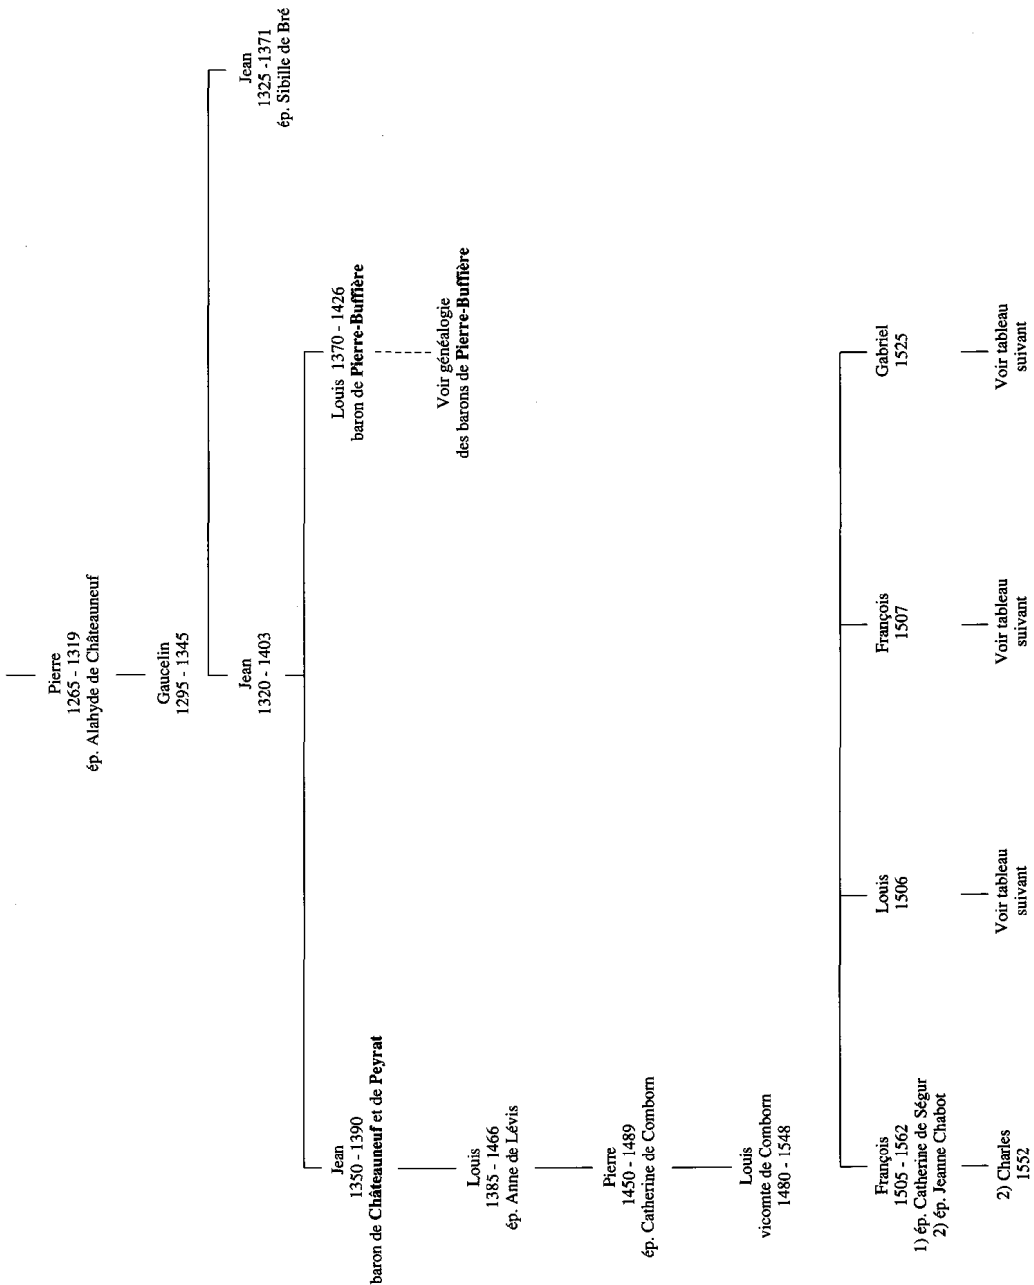 Pierre
1265 - 1319
ép. Alahyde de Châteauneuf
Gaucelin
1295 - 1345
Jean
1320 - 1403
Jean
1325 -1371
ép. Sibille de Bré
Jean
1350 - 1390
baron de Châteauneuf et de Peyrat
Louis 1370 - 1426
baron de Pierre-Buffière
Voir généalogie
des barons de Pierre-Buffière
Louis
1385 - 1466
ép. Anne de Lévis
Pierre
1450 - 1489
ép. Catherine de Comborn
Louis
vicomte de Comborn
1480 - 1548
François
1505 - 1562
1) ép. Catherine de Ségur
2) ép. Jeanne Chabot
Louis
1506
François
1507
Gabriel
1525
2) Charles
1552
Voir tableau
suivant
Voir tableau
suivant
Voir tableau
suivant